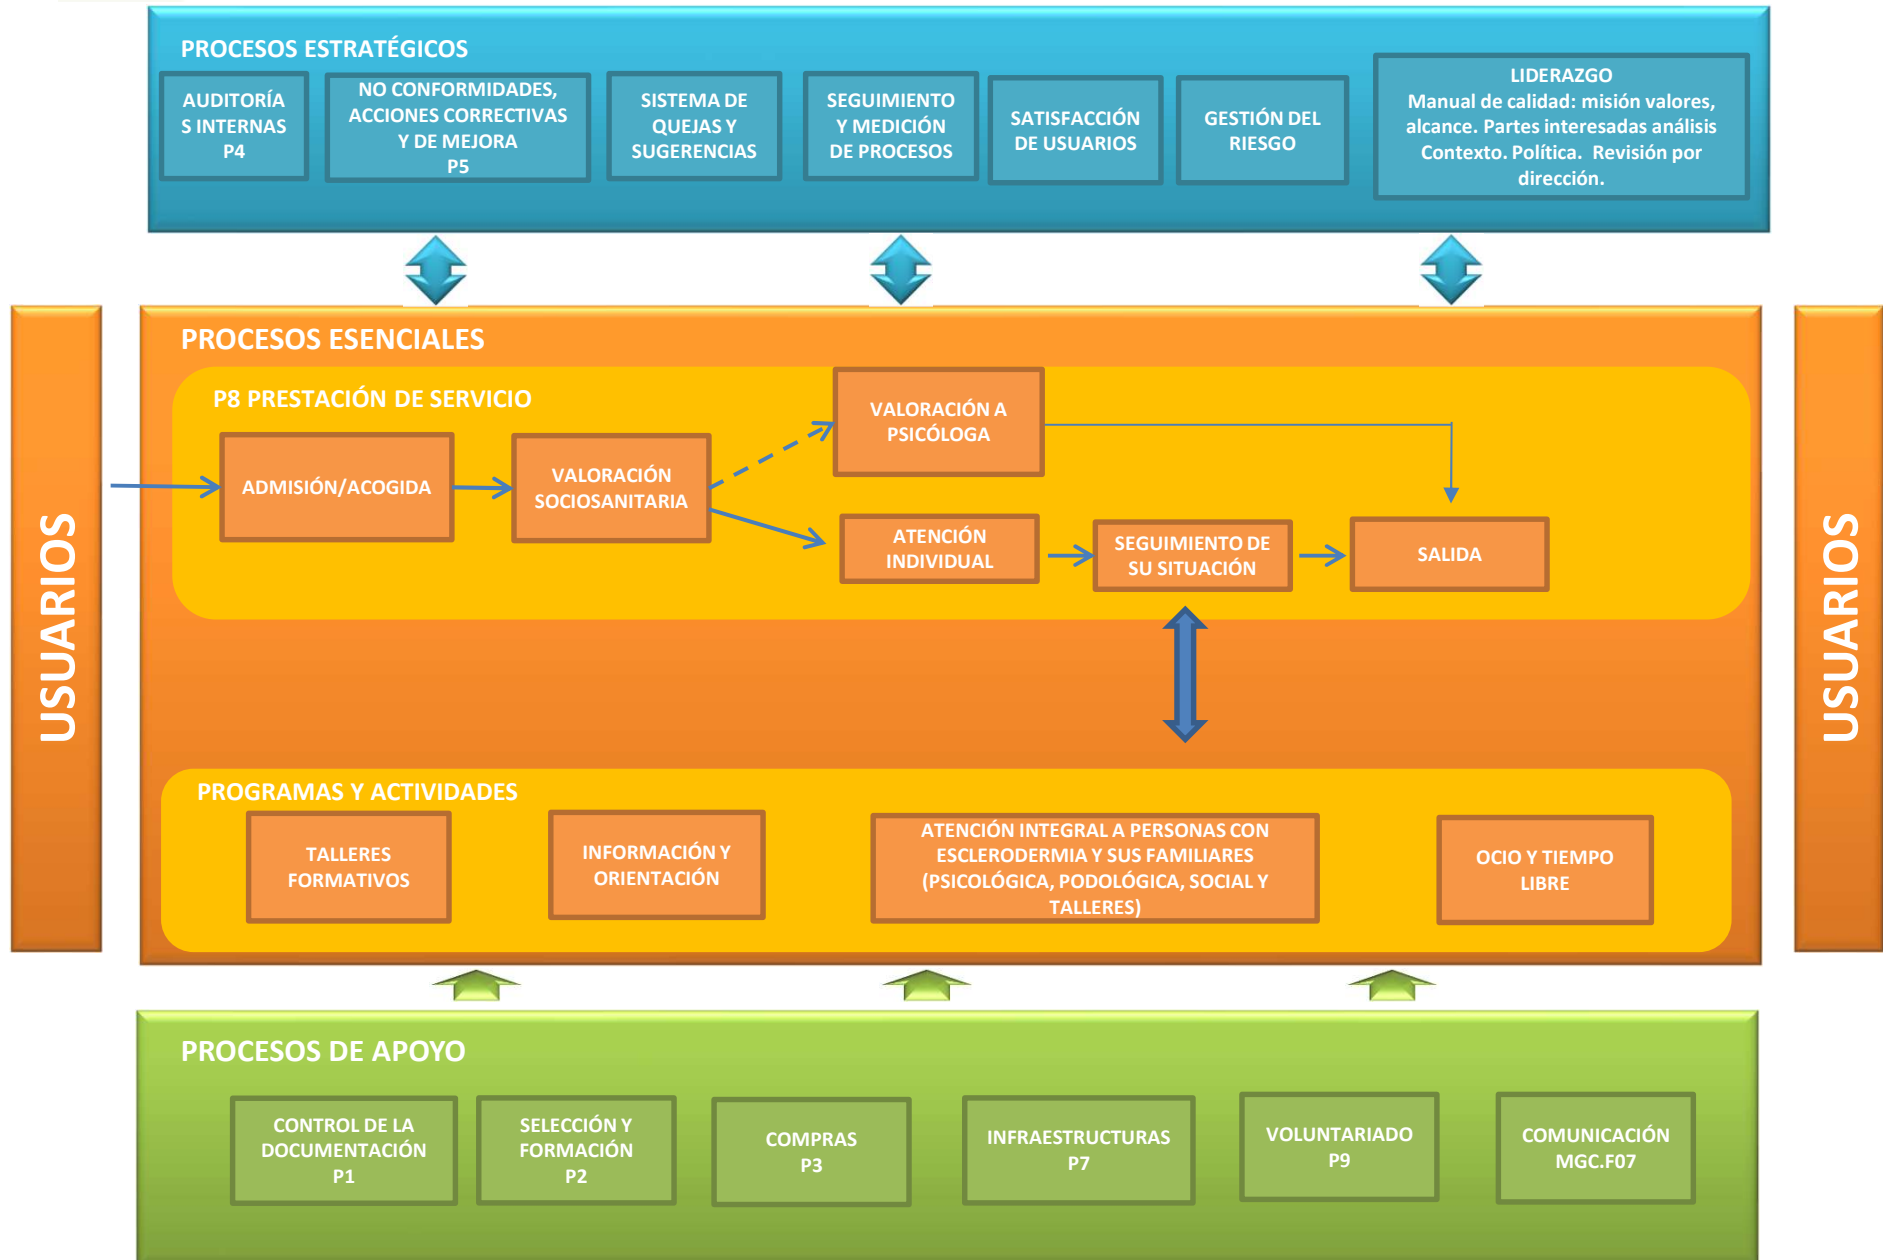 PROCESOS ESTRATÉGICOS
AUDITORÍA
S INTERNAS
P4
NO CONFORMIDADES,
ACCIONES CORRECTIVAS
Y DE MEJORA
P5
SISTEMA DE
QUEJAS Y
SUGERENCIAS
SEGUIMIENTO
Y MEDICIÓN
DE PROCESOS
SATISFACCIÓN
DE USUARIOS
GESTIÓN DEL
RIESGO
LIDERAZGO
Manual de calidad: misión valores,
alcance. Partes interesadas análisis
Contexto. Política. Revisión por
dirección.
USUARIOS
PROCESOS ESENCIALES
P8 PRESTACIÓN DE SERVICIO
ADMISIÓN/ACOGIDA
VALORACIÓN
SOCIOSANITARIA
VALORACIÓN A
PSICÓLOGA
ATENCIÓN
INDIVIDUAL
SEGUIMIENTO DE
SU SITUACIÓN
SALIDA
PROGRAMAS Y ACTIVIDADES
TALLERES
FORMATIVOS
INFORMACIÓN Y
ORIENTACIÓN
ATENCIÓN INTEGRAL A PERSONAS CON
ESCLERODERMIA Y SUS FAMILIARES
(PSICOLÓGICA, PODOLÓGICA, SOCIAL Y
TALLERES)
OCIO Y TIEMPO
LIBRE
USUARIOS
PROCESOS DE APOYO
CONTROL DE LA
DOCUMENTACIÓN
P1
SELECCIÓN Y
FORMACIÓN
P2
COMPRAS
P3
INFRAESTRUCTURAS
P7
VOLUNTARIADO
P9
COMUNICACIÓN
MGC.F07